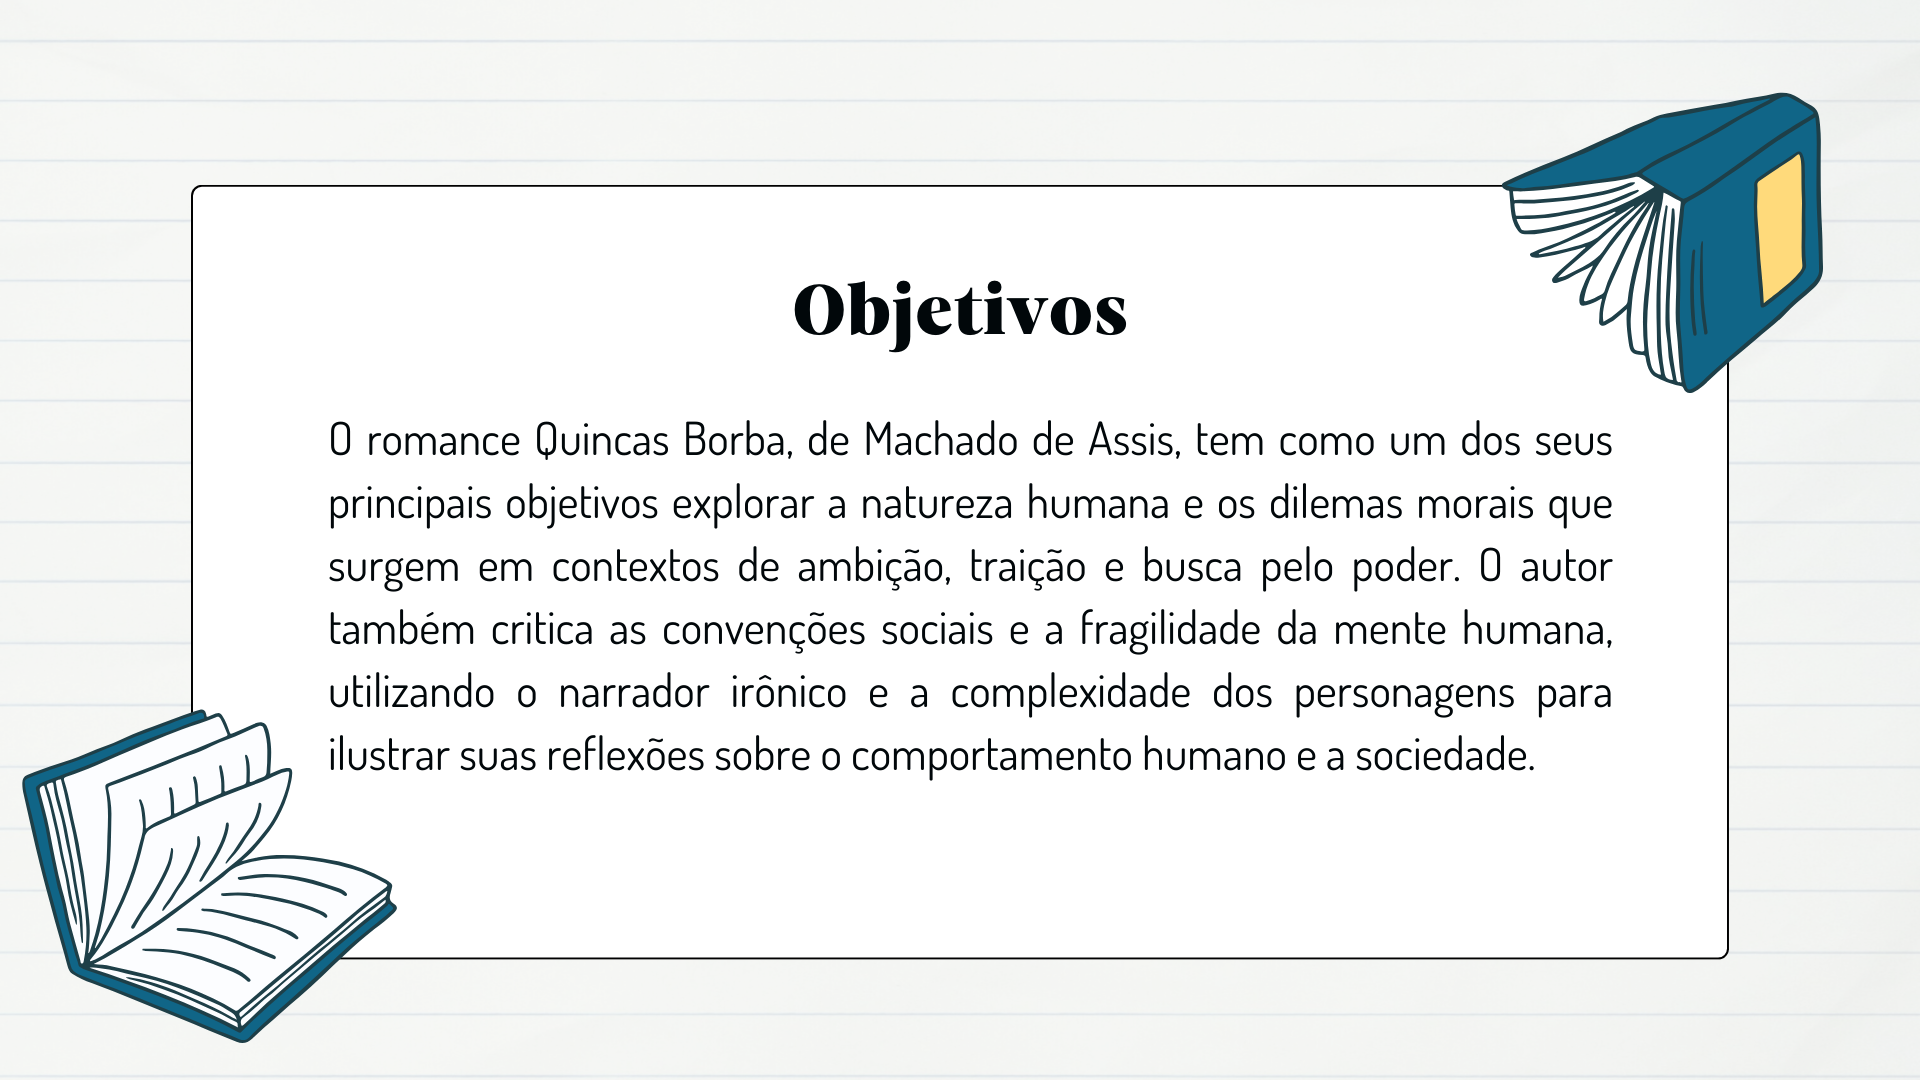 Objetivos
O romance Quincas Borba, de Machado de Assis, tem como um dos seus
principais objetivos explorar a natureza humana e os dilemas morais que
surgem em contextos de ambição, traição e busca pelo poder. O autor
também critica as convenções sociais e a fragilidade da mente humana,
utilizando o narrador irônico e a complexidade dos personagens para
ilustrar suas reflexões sobre o comportamento humano e a sociedade.